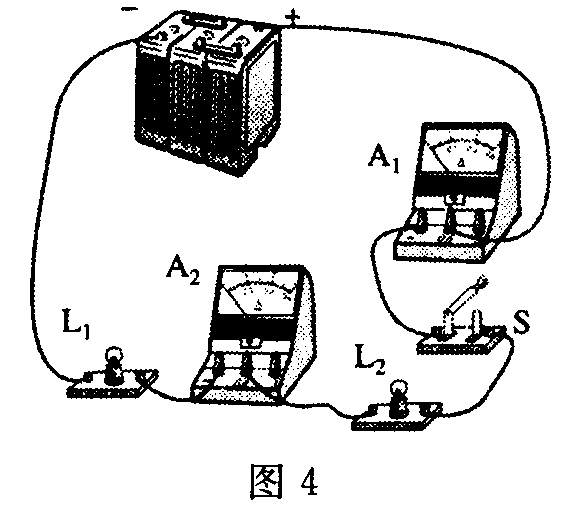 − +
A₁
A₂
L₁
L₂ S
图 4